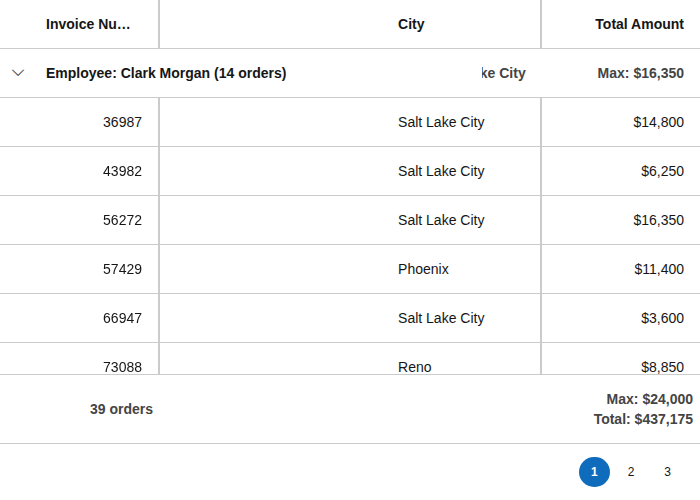 Invoice Nu… City Total Amount
Employee: Clark Morgan (14 orders) ke City Max: $16,350
36987 Salt Lake City $14,800
43982 Salt Lake City $6,250
56272 Salt Lake City $16,350
57429 Phoenix $11,400
66947 Salt Lake City $3,600
73088 Reno $8,850
39 orders Max: $24,000
Total: $437,175
1 2 3